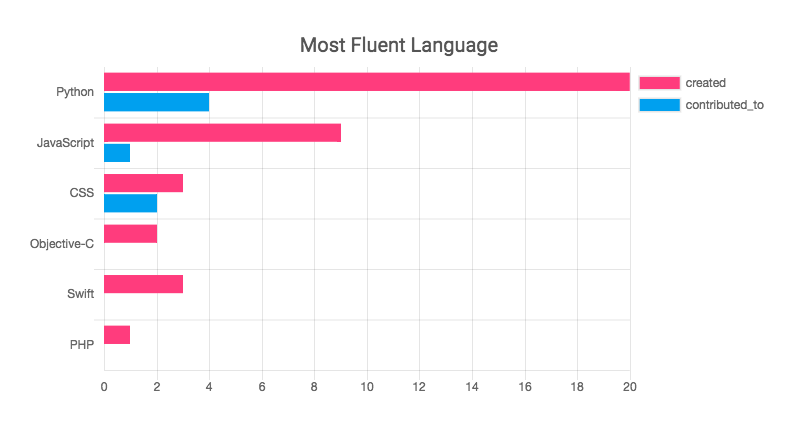 Most Fluent Language
created
contributed_to
Python
JavaScript
CSS
Objective-C
Swift
PHP
0 2 4 6 8 10 12 14 16 18 20